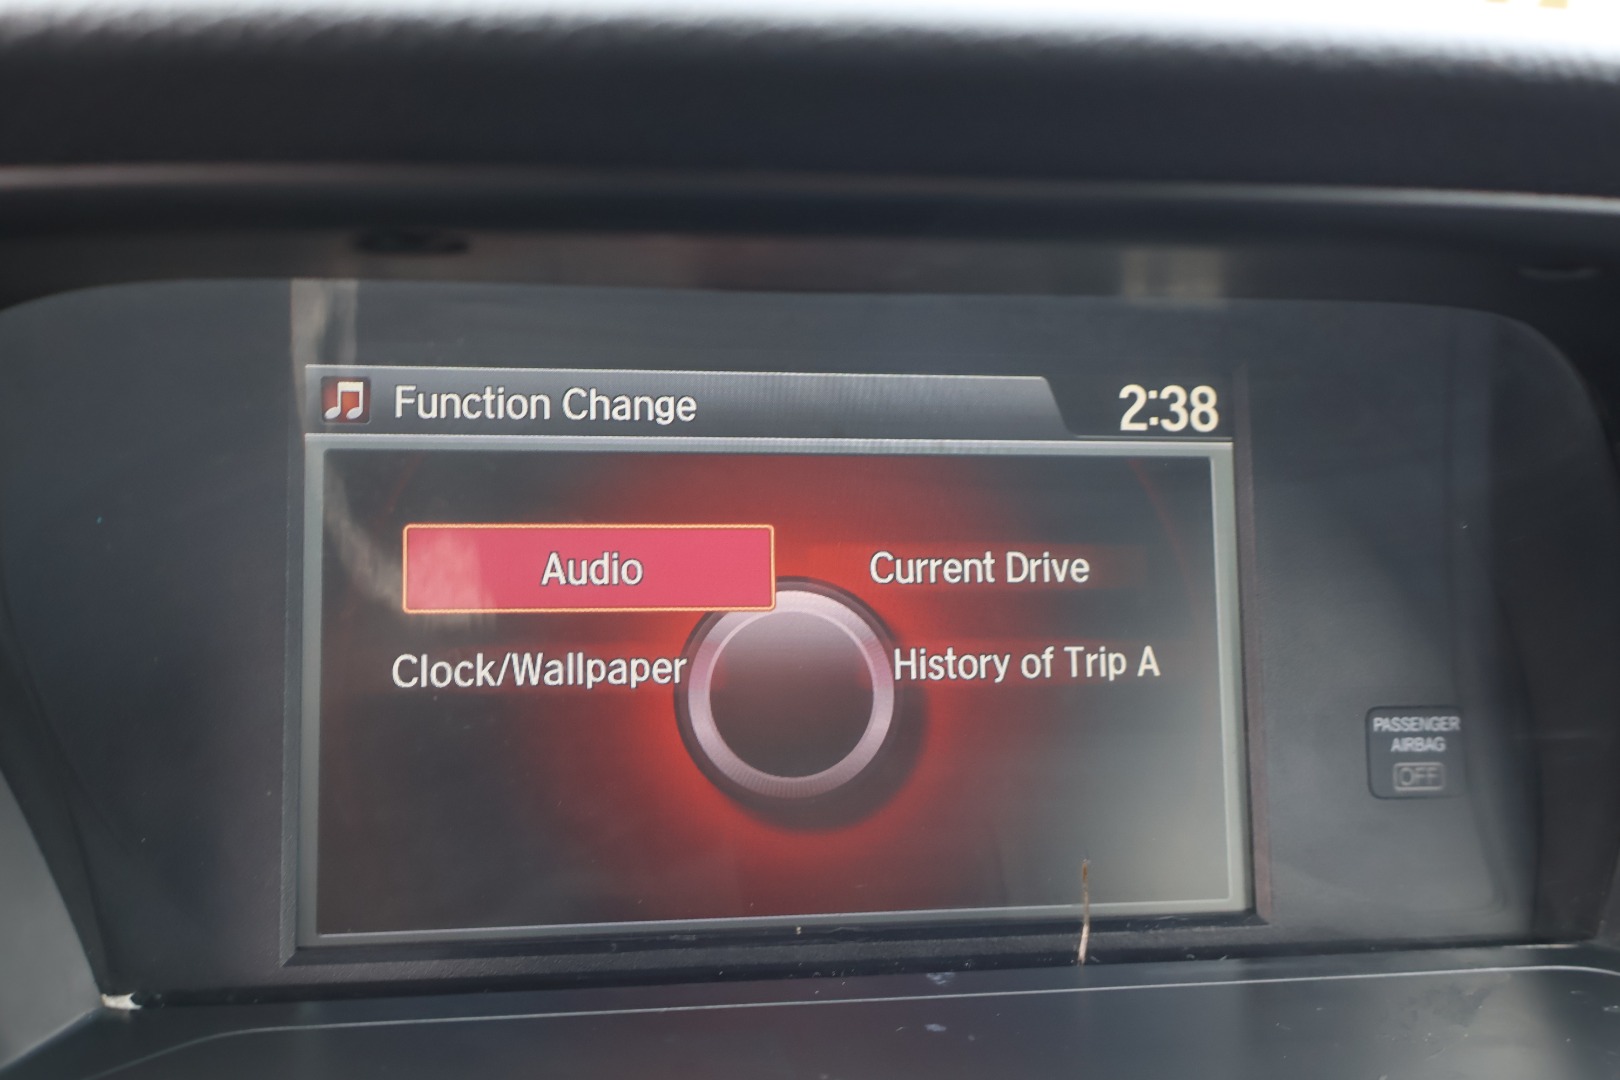 Function Change
2:38
Audio
Current Drive
Clock/Wallpaper
History of Trip A
PASSENGER
AIRBAG
OFF